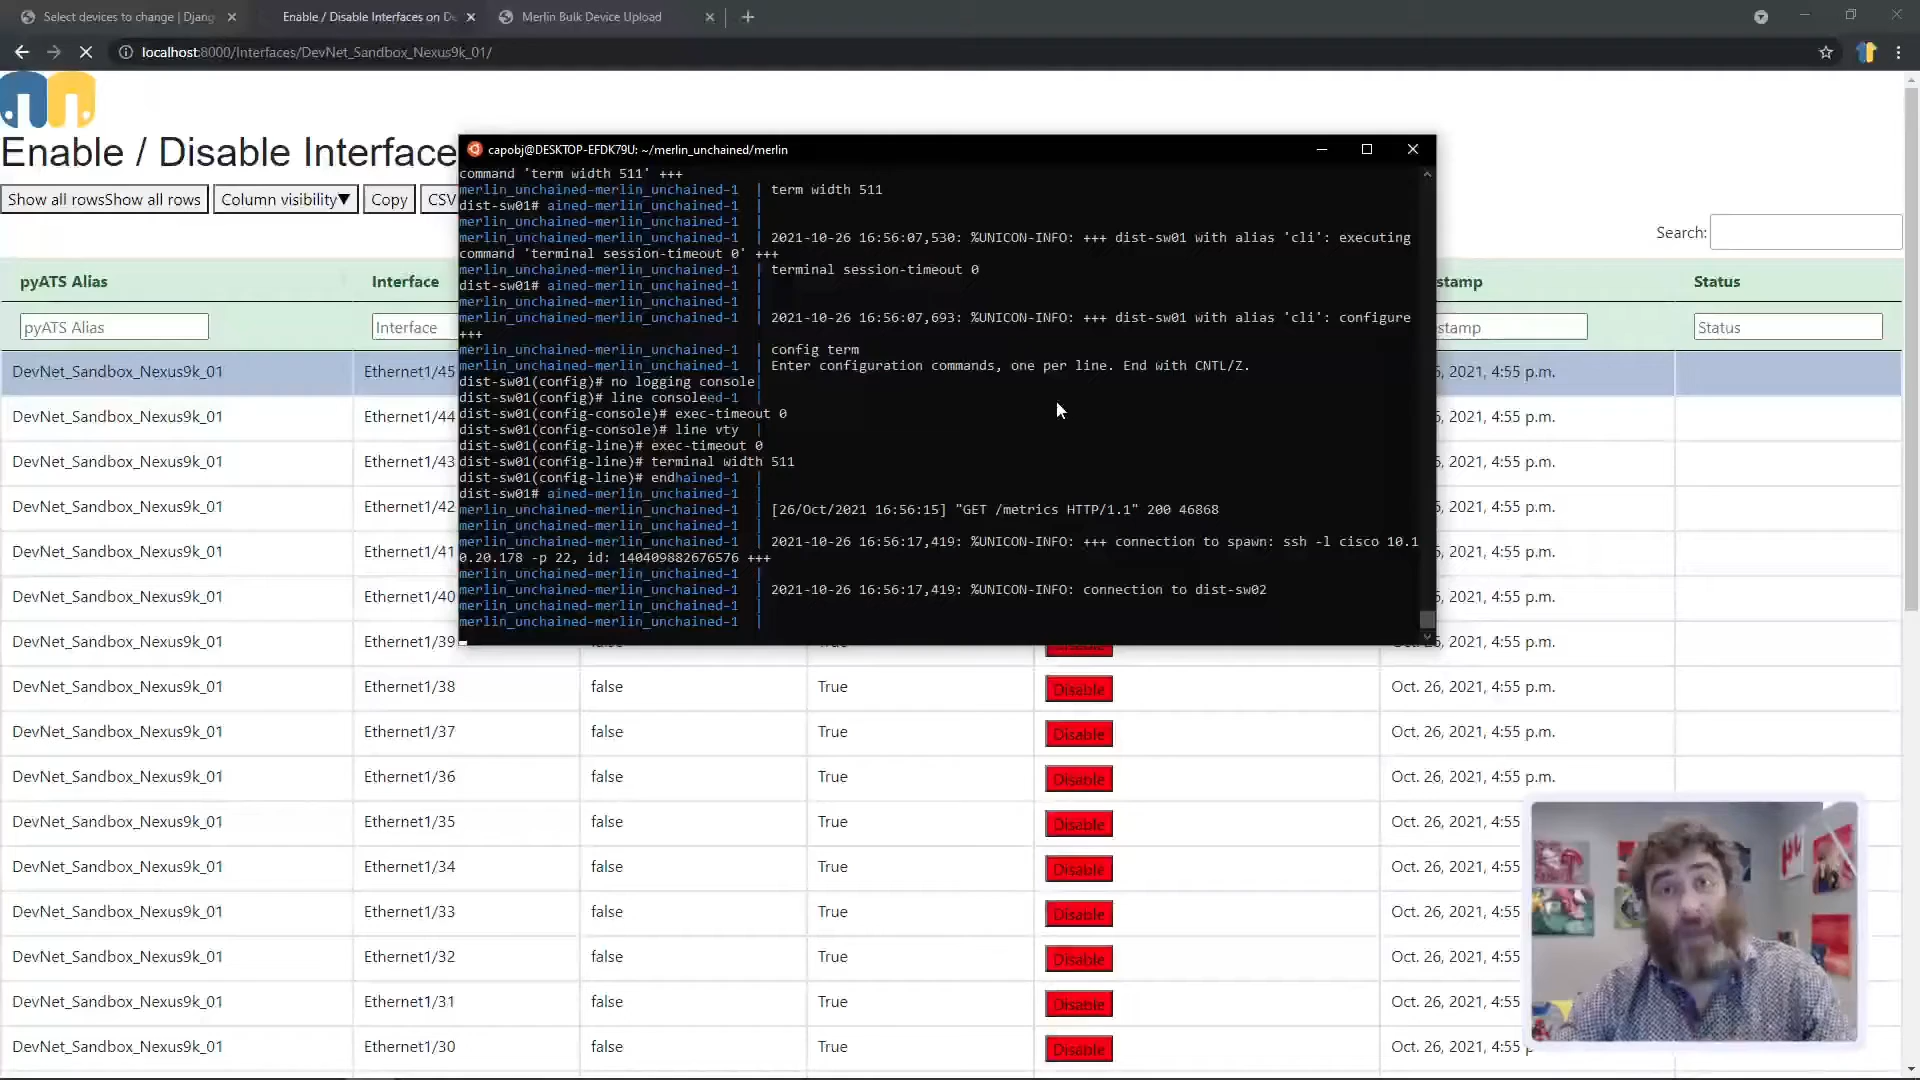 Select devices to change | Djang
Enable / Disable Interfaces on De
Merlin Bulk Device Upload
localhost:8000/Interfaces/DevNet_Sandbox_Nexus9k_01/
Enable / Disable Interface
Show all rowsShow all rows
Column visibility▼
Copy
CSV
Search:
pyATS Alias
Interface
stamp
Status
pyATS Alias
Interface
estamp
Status
capobj@DESKTOP-EFDK79U: ~/merlin_unchained/merlin
command 'term width 511' +++
merlin_unchained-merlin_unchained-1 | term width 511
dist-sw01# ained-merlin_unchained-1 |
merlin_unchained-merlin_unchained-1 |
merlin_unchained-merlin_unchained-1 | 2021-10-26 16:56:07,530: %UNICON-INFO: +++ dist-sw01 with alias 'cli': executing
command 'terminal session-timeout 0' +++
merlin_unchained-merlin_unchained-1 | terminal session-timeout 0
dist-sw01# ained-merlin_unchained-1 |
merlin_unchained-merlin_unchained-1 |
merlin_unchained-merlin_unchained-1 | 2021-10-26 16:56:07,693: %UNICON-INFO: +++ dist-sw01 with alias 'cli': configure
+++
merlin_unchained-merlin_unchained-1 | config term
merlin_unchained-merlin_unchained-1 | Enter configuration commands, one per line. End with CNTL/Z.
dist-sw01(config)# no logging console|
dist-sw01(config)# line consoleed-1 |
dist-sw01(config-console)# exec-timeout 0
dist-sw01(config-console)# line vty |
dist-sw01(config-line)# exec-timeout 0
dist-sw01(config-line)# terminal width 511
dist-sw01(config-line)# endhained-1 |
dist-sw01# ained-merlin_unchained-1 |
merlin_unchained-merlin_unchained-1 | [26/Oct/2021 16:56:15] "GET /metrics HTTP/1.1" 200 46868
merlin_unchained-merlin_unchained-1 |
merlin_unchained-merlin_unchained-1 | 2021-10-26 16:56:17,419: %UNICON-INFO: +++ connection to spawn: ssh -l cisco 10.1
0.20.178 -p 22, id: 140409882676576 +++
merlin_unchained-merlin_unchained-1 |
merlin_unchained-merlin_unchained-1 | 2021-10-26 16:56:17,419: %UNICON-INFO: connection to dist-sw02
merlin_unchained-merlin_unchained-1 |
merlin_unchained-merlin_unchained-1 |
DevNet_Sandbox_Nexus9k_01 Ethernet1/45 5, 2021, 4:55 p.m.
DevNet_Sandbox_Nexus9k_01 Ethernet1/44 5, 2021, 4:55 p.m.
DevNet_Sandbox_Nexus9k_01 Ethernet1/43 5, 2021, 4:55 p.m.
DevNet_Sandbox_Nexus9k_01 Ethernet1/42 5, 2021, 4:55 p.m.
DevNet_Sandbox_Nexus9k_01 Ethernet1/41 5, 2021, 4:55 p.m.
DevNet_Sandbox_Nexus9k_01 Ethernet1/40 5, 2021, 4:55 p.m.
DevNet_Sandbox_Nexus9k_01 Ethernet1/39 false True Disable Oct. 26, 2021, 4:55 p.m.
DevNet_Sandbox_Nexus9k_01 Ethernet1/38 false True Disable Oct. 26, 2021, 4:55 p.m.
DevNet_Sandbox_Nexus9k_01 Ethernet1/37 false True Disable Oct. 26, 2021, 4:55 p.m.
DevNet_Sandbox_Nexus9k_01 Ethernet1/36 false True Disable Oct. 26, 2021, 4:55 p.m.
DevNet_Sandbox_Nexus9k_01 Ethernet1/35 false True Disable Oct. 26, 2021, 4:55
DevNet_Sandbox_Nexus9k_01 Ethernet1/34 false True Disable Oct. 26, 2021, 4:55
DevNet_Sandbox_Nexus9k_01 Ethernet1/33 false True Disable Oct. 26, 2021, 4:55
DevNet_Sandbox_Nexus9k_01 Ethernet1/32 false True Disable Oct. 26, 2021, 4:55
DevNet_Sandbox_Nexus9k_01 Ethernet1/31 false True Disable Oct. 26, 2021, 4:55
DevNet_Sandbox_Nexus9k_01 Ethernet1/30 false True Disable Oct. 26, 2021, 4:55 p